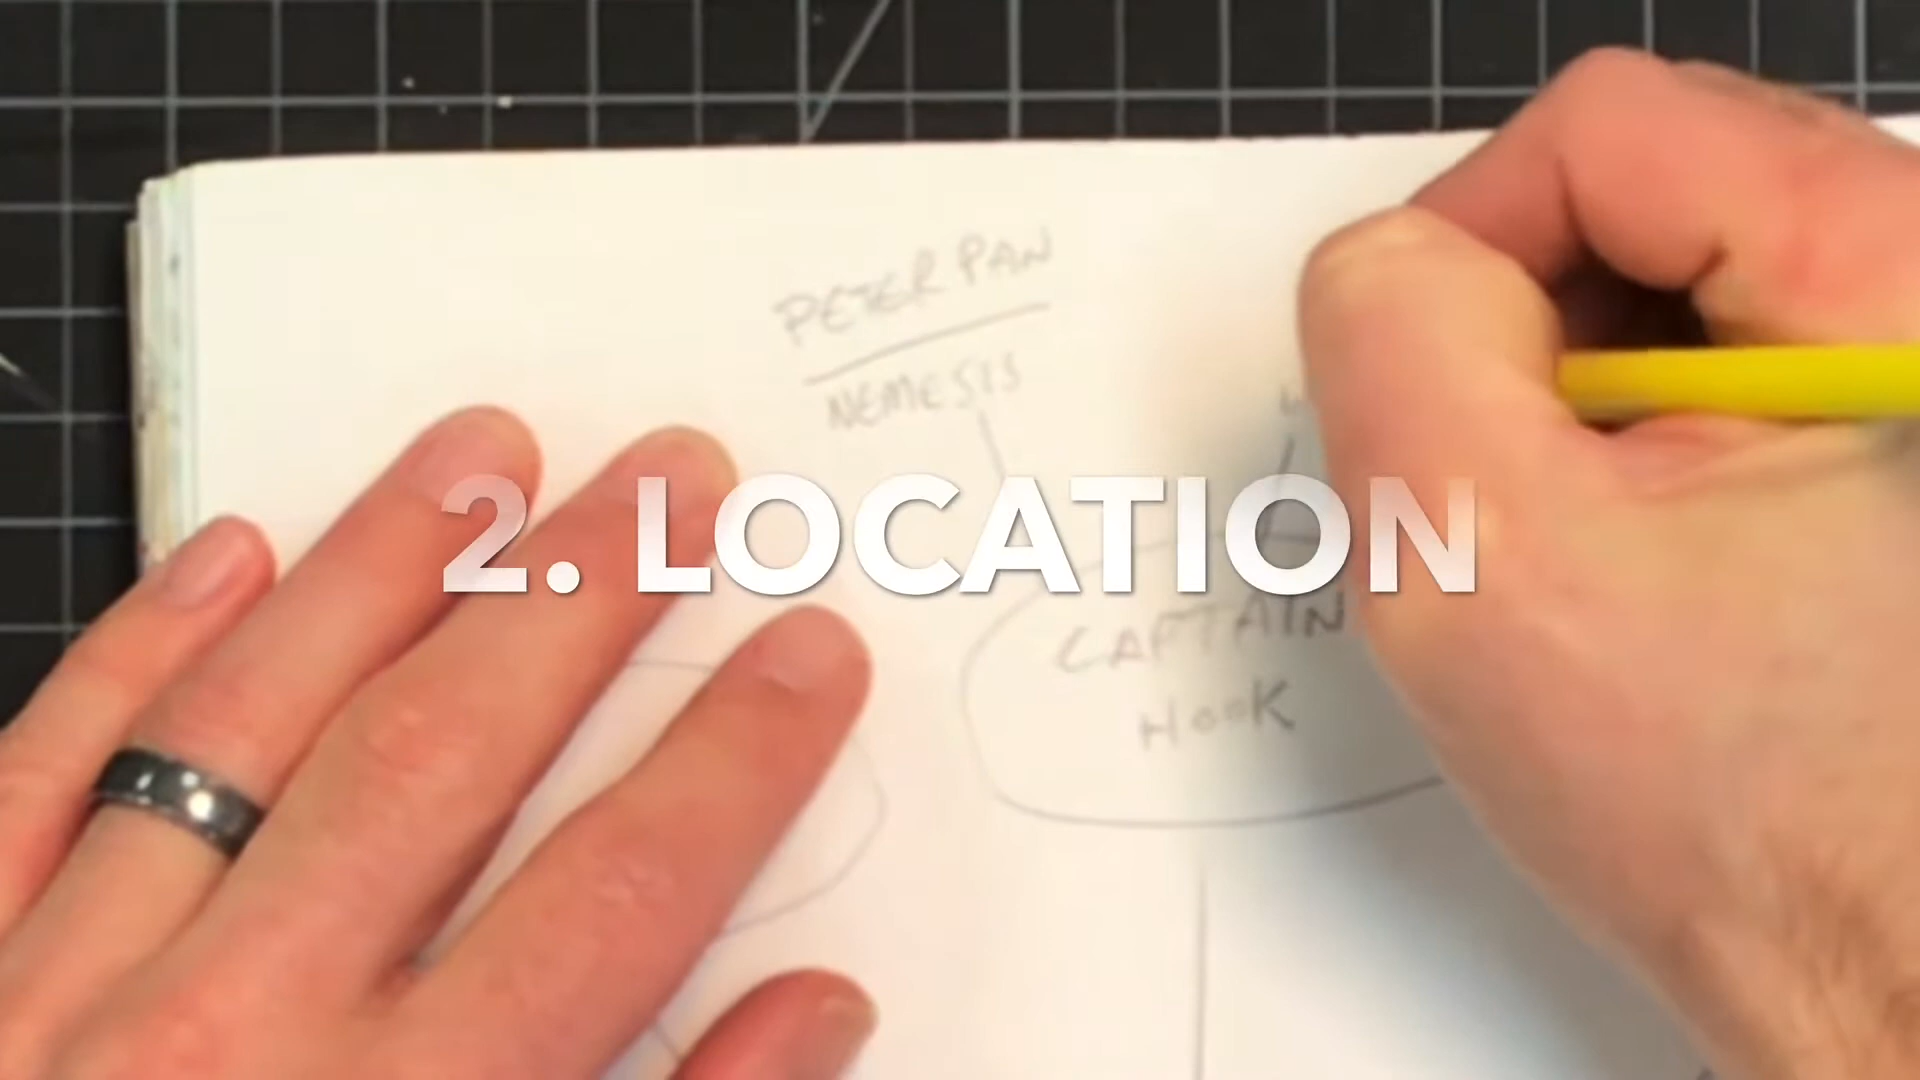 PETER PAN
NEMESIS
2. LOCATION
CAPTAIN
HOOK